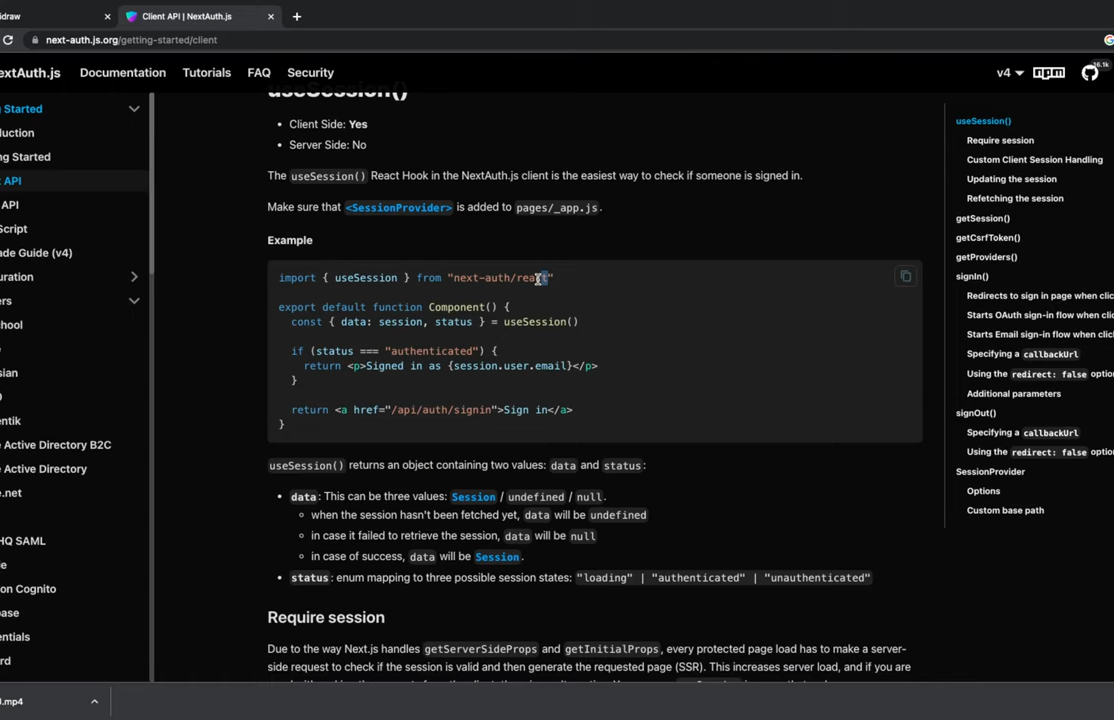 idraw
Client API | NextAuth.js
next-auth.js.org/getting-started/client
extAuth.js
Documentation
Tutorials
FAQ
Security
v4
npm
16.1k
g Started
duction
ng Started
t API
API
Script
ade Guide (v4)
uration
ers
hool
sian
entik
e Active Directory B2C
e Active Directory
e.net
HQ SAML
on Cognito
base
entials
rd
useSession()
Client Side: Yes
Server Side: No
The useSession() React Hook in the NextAuth.js client is the easiest way to check if someone is signed in.
Make sure that <SessionProvider> is added to pages/_app.js.
Example
import { useSession } from "next-auth/react"
export default function Component() {
const { data: session, status } = useSession()
if (status === "authenticated") {
return <p>Signed in as {session.user.email}</p>
}
return <a href="/api/auth/signin">Sign in</a>
}
useSession() returns an object containing two values: data and status:
data: This can be three values: Session / undefined / null.
when the session hasn't been fetched yet, data will be undefined
in case it failed to retrieve the session, data will be null
in case of success, data will be Session.
status: enum mapping to three possible session states: "loading" | "authenticated" | "unauthenticated"
Require session
Due to the way Next.js handles getServerSideProps and getInitialProps, every protected page load has to make a server-
side request to check if the session is valid and then generate the requested page (SSR). This increases server load, and if you are
useSession()
Require session
Custom Client Session Handling
Updating the session
Refetching the session
getSession()
getCsrfToken()
getProviders()
signIn()
Redirects to sign in page when clic
Starts OAuth sign-in flow when clic
Starts Email sign-in flow when clic
Specifying a callbackUrl
Using the redirect: false optio
Additional parameters
signOut()
Specifying a callbackUrl
Using the redirect: false optio
SessionProvider
Options
Custom base path
l.mp4